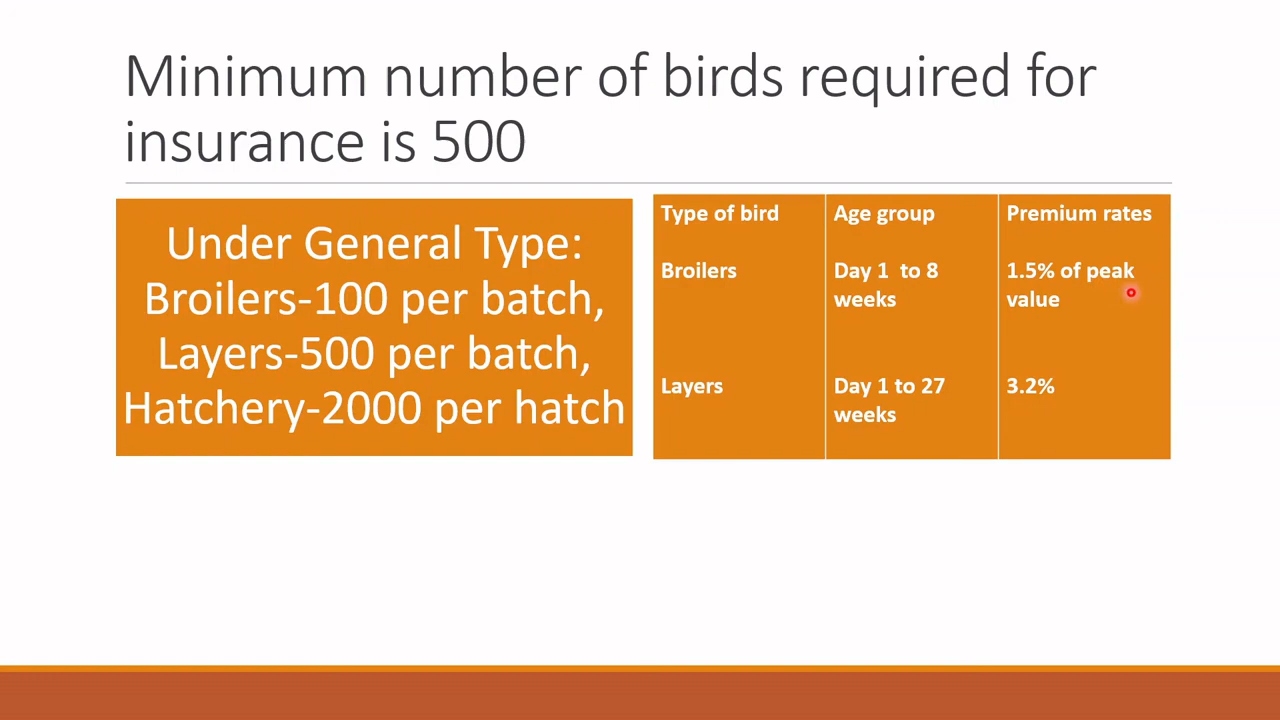 Minimum number of birds required for
insurance is 500
Under General Type:
Broilers-100 per batch,
Layers-500 per batch,
Hatchery-2000 per hatch
Type of bird Age group Premium rates
Broilers Day 1 to 8 weeks 1.5% of peak value
Layers Day 1 to 27 weeks 3.2%